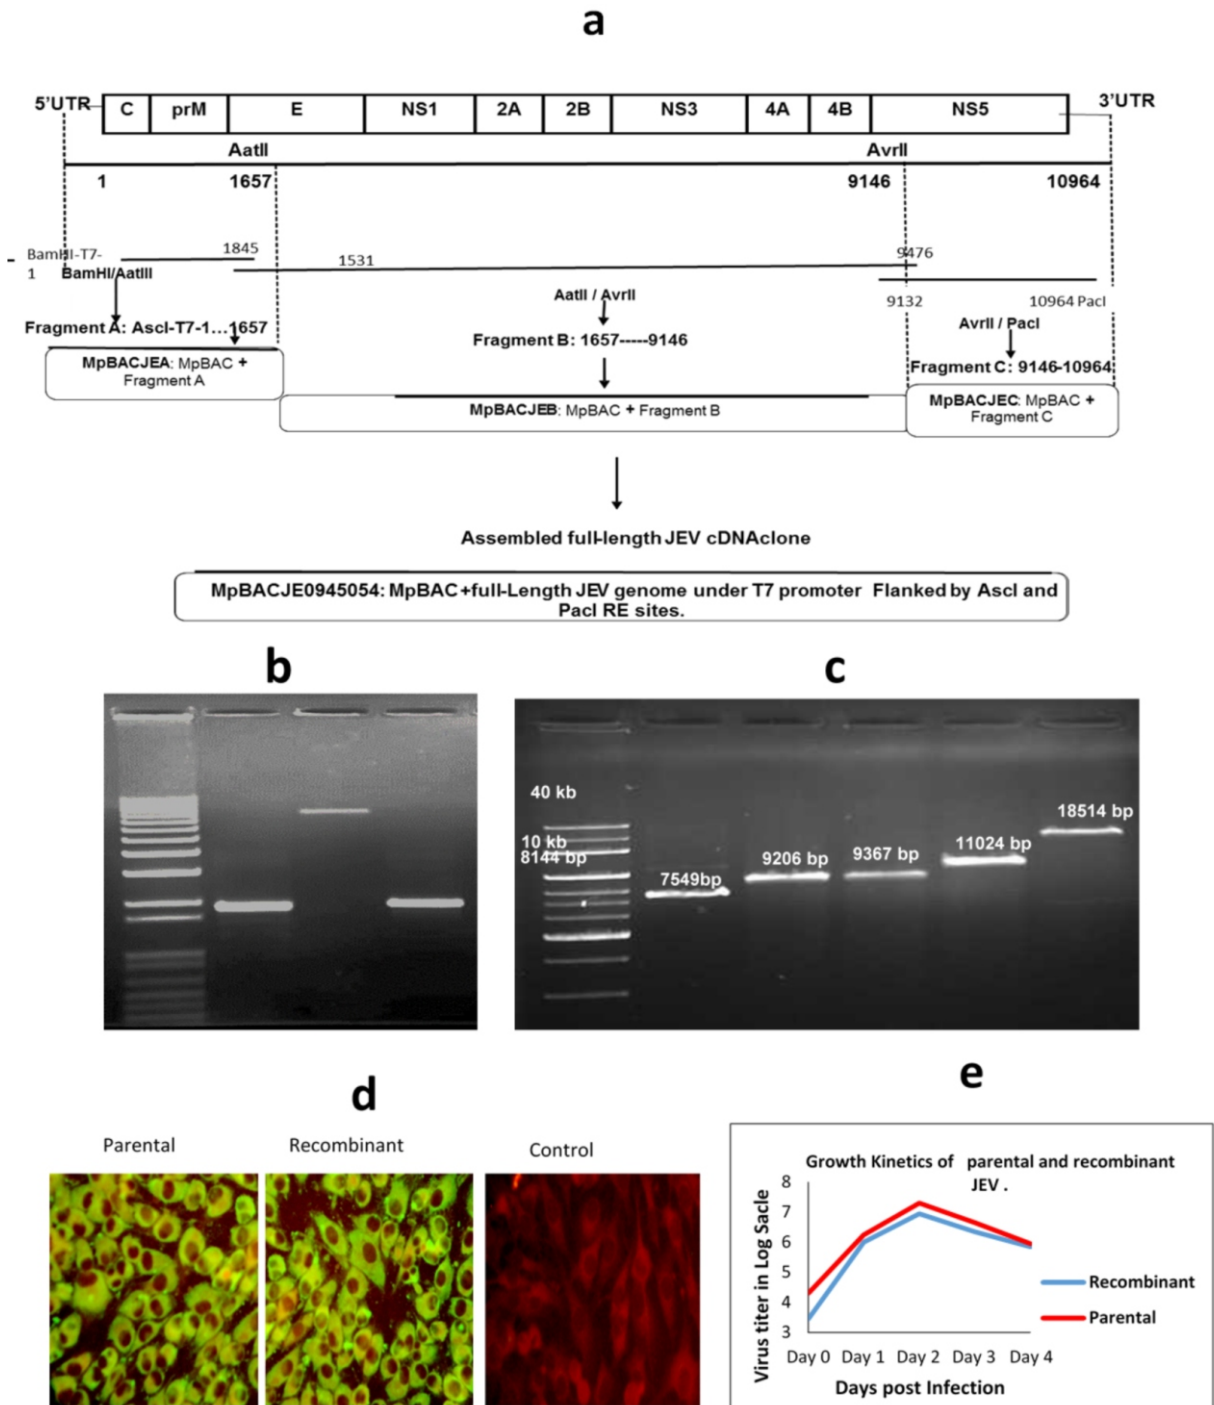 a
5'UTR C prM E NS1 2A 2B NS3 4A 4B NS5 3'UTR
AatII AvrII
1 1657 9146 10964
BamHI-T7- 1845 1531 9476
1 BamHI/AatIII
AatII / AvrII
9132 10964 PacI
Fragment A: AscI-T7-1...1657
AvrII / PacI
Fragment B: 1657-----9146
Fragment C: 9146-10964
MpBACJEA: MpBAC +
Fragment A
MpBACJEB: MpBAC + Fragment B
MpBACJEC: MpBAC +
Fragment C
Assembled full-length JEV cDNAclone
MpBACJE0945054: MpBAC+full-Length JEV genome under T7 promoter Flanked by AscI and
PacI RE sites.
b
c
40 kb
10 kb
8144 bp
7549bp
9206 bp
9367 bp
11024 bp
18514 bp
d
Parental Recombinant Control
e
Growth Kinetics of parental and recombinant
JEV .
Virus titer in Log Sacle
8
7
6
5
4
3
Day 0 Day 1 Day 2 Day 3 Day 4
Days post Infection
Recombinant
Parental